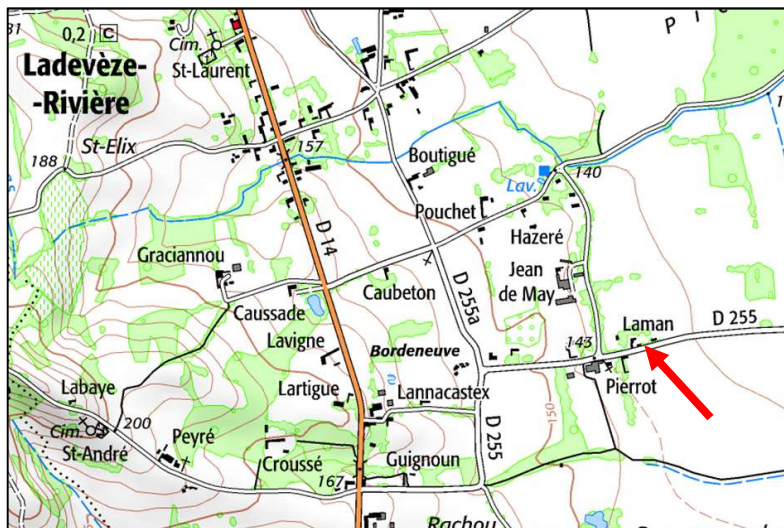 81
0,2 C
Cim.
St-Laurent
Ladevèze-
-Rivière
St-Elix
157
188
Boutigué
Lav.
140
Pouchet
Hazeré
D 14
Graciannou
Jean
de May
Caubeton
Caussade
D 255a
Laman
D 255
Lavigne
143
Bordeneuve
Pierrot
Labaye
Lartigue
Lannacastex
150
200
Cim.
St-André
Peyré
D 255
Croussé
Guignoun
167
Rachou